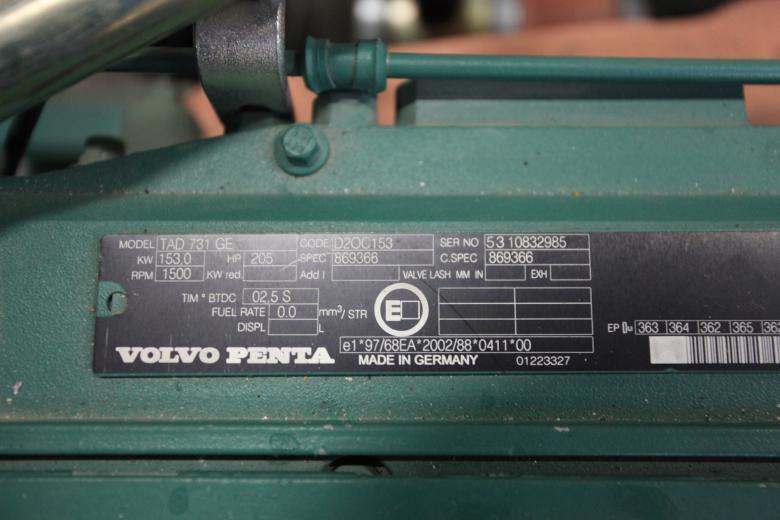 MODEL TAD 731 GE CODE D2OC153 SER NO 5310832985
KW 153.0 HP 205 SPEC 869366 C.SPEC 869366
RPM 1500 KW red Add I VALVE LASH MM IN EXH
TIM ° BTDC 02,5 S
FUEL RATE 0.0 mm³/STR
DISPL L
E
EP 363 364 362 365
e1*97/68EA*2002/88*0411*00
VOLVO PENTA MADE IN GERMANY 01223327